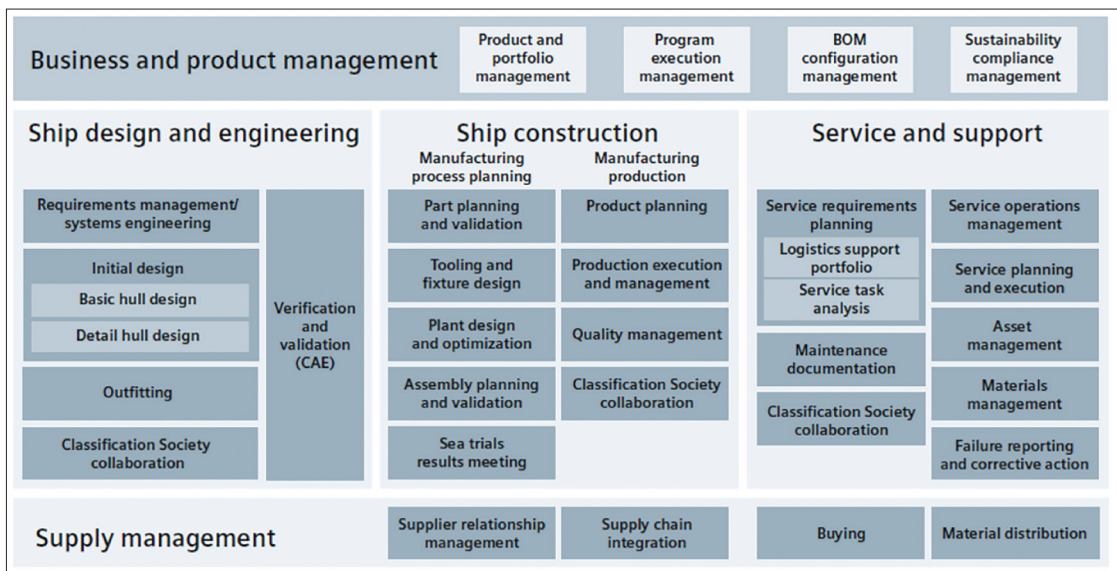 Business and product management
Product and
portfolio
management
Program
execution
management
BOM
configuration
management
Sustainability
compliance
management
Ship design and engineering
Requirements management/
systems engineering
Initial design
Basic hull design
Detail hull design
Outfitting
Classification Society
collaboration
Verification
and
validation
(CAE)
Ship construction
Manufacturing
process planning
Part planning
and validation
Tooling and
fixture design
Plant design
and optimization
Assembly planning
and validation
Sea trials
results meeting
Manufacturing
production
Product planning
Production execution
and management
Quality management
Classification Society
collaboration
Service and support
Service requirements
planning
Logistics support
portfolio
Service task
analysis
Maintenance
documentation
Classification Society
collaboration
Service operations
management
Service planning
and execution
Asset
management
Materials
management
Failure reporting
and corrective action
Supply management
Supplier relationship
management
Supply chain
integration
Buying
Material distribution